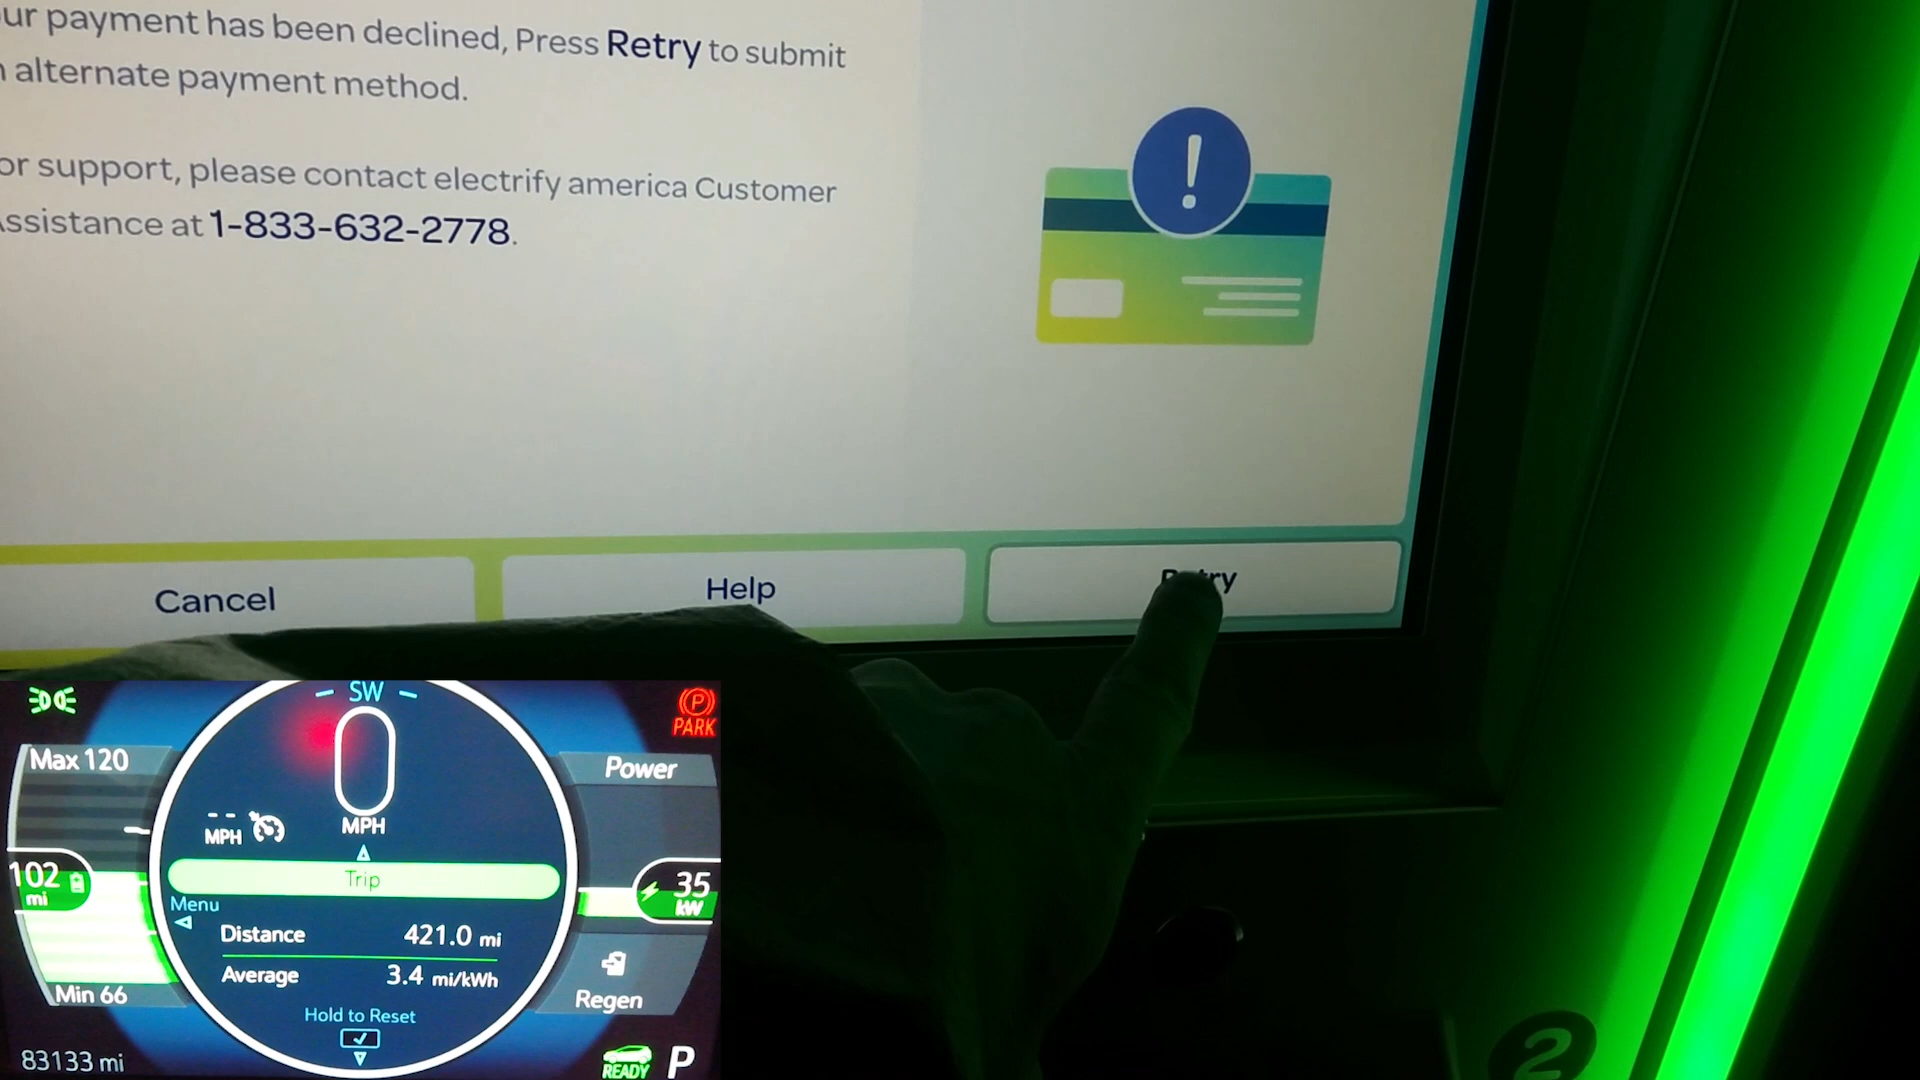 ur payment has been declined, Press Retry to submit
alternate payment method.
or support, please contact electrify america Customer
ssistance at 1-833-632-2778.
Cancel
Help
Retry
SW
PARK
Max 120
Power
0
MPH
MPH
102
mi
Trip
35
kW
Menu
Distance 421.0 mi
Average 3.4 mi/kWh
Min 66
Regen
Hold to Reset
83133 mi
READY
P
2